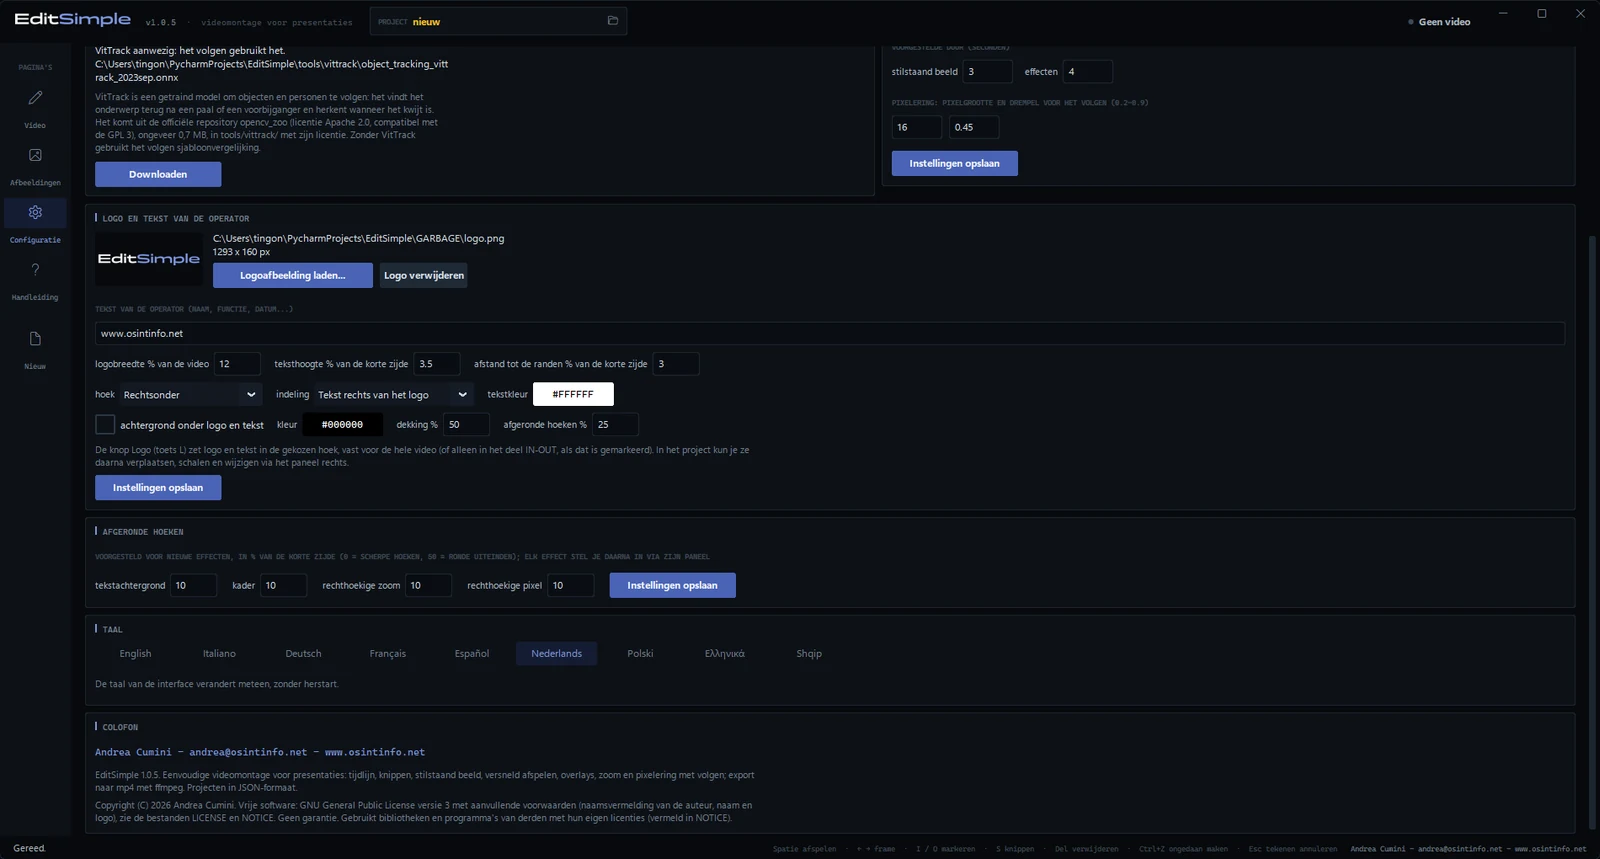 EditSimple v1.0.5 · videomontage voor presentaties PROJECT nieuw Geen video
PAGINA'S
Video
Afbeeldingen
Configuratie
?
Handleiding
Nieuw
VitTrack aanwezig: het volgen gebruikt het.
C:\Users\tingon\PycharmProjects\EditSimple\tools\vittrack\object_tracking_vitt
rack_2023sep.onnx
VitTrack is een getraind model om objecten en personen te volgen: het vindt het
onderwerp terug na een paal of een voorbijganger en herkent wanneer het kwijt is.
Het komt uit de officiële repository opencv_zoo (licentie Apache 2.0, compatibel met
de GPL 3), ongeveer 0,7 MB, in tools/vittrack/ met zijn licentie. Zonder VitTrack
gebruikt het volgen sjabloonvergelijking.
Downloaden
VOORGESTELDE DUUR (SECONDEN)
stilstaand beeld 3 effecten 4
PIXELERING: PIXELGROOTTE EN DREMPEL VOOR HET VOLGEN (0.2-0.9)
16 0.45
Instellingen opslaan
LOGO EN TEKST VAN DE OPERATOR
EditSimple
C:\Users\tingon\PycharmProjects\EditSimple\GARBAGE\logo.png
1293 x 160 px
Logoafbeelding laden... Logo verwijderen
TEKST VAN DE OPERATOR (NAAM, FUNCTIE, DATUM...)
www.osintinfo.net
logobreedte % van de video 12 teksthoogte % van de korte zijde 3.5 afstand tot de randen % van de korte zijde 3
hoek Rechtsonder indeling Tekst rechts van het logo tekstkleur #FFFFFF
achtergrond onder logo en tekst kleur #000000 dekking % 50 afgeronde hoeken % 25
De knop Logo (toets L) zet logo en tekst in de gekozen hoek, vast voor de hele video (of alleen in het deel IN-OUT, als dat is gemarkeerd). In het project kun je ze
daarna verplaatsen, schalen en wijzigen via het paneel rechts.
Instellingen opslaan
AFGERONDE HOEKEN
VOORGESTELD VOOR NIEUWE EFFECTEN, IN % VAN DE KORTE ZIJDE (0 = SCHERPE HOEKEN, 50 = RONDE UITEINDEN); ELK EFFECT STEL JE DAARNA IN VIA ZIJN PANEEL
tekstachtergrond 10 kader 10 rechthoekige zoom 10 rechthoekige pixel 10 Instellingen opslaan
TAAL
English Italiano Deutsch Français Español Nederlands Polski Ελληνικά Shqip
De taal van de interface verandert meteen, zonder herstart.
COLOFON
Andrea Cumini - andrea@osintinfo.net - www.osintinfo.net
EditSimple 1.0.5. Eenvoudige videomontage voor presentaties: tijdlijn, knippen, stilstaand beeld, versneld afspelen, overlays, zoom en pixelering met volgen; export
naar mp4 met ffmpeg. Projecten in JSON-formaat.
Copyright (C) 2026 Andrea Cumini. Vrije software: GNU General Public License versie 3 met aanvullende voorwaarden (naamsvermelding van de auteur, naam en
logo), zie de bestanden LICENSE en NOTICE. Geen garantie. Gebruikt bibliotheken en programma's van derden met hun eigen licenties (vermeld in NOTICE).
Gereed. Spatie afspelen · frame · I / O markeren · S knippen · Del verwijderen · Ctrl+Z ongedaan maken · Esc tekenen annuleren Andrea Cumini - andrea@osintinfo.net - www.osintinfo.net